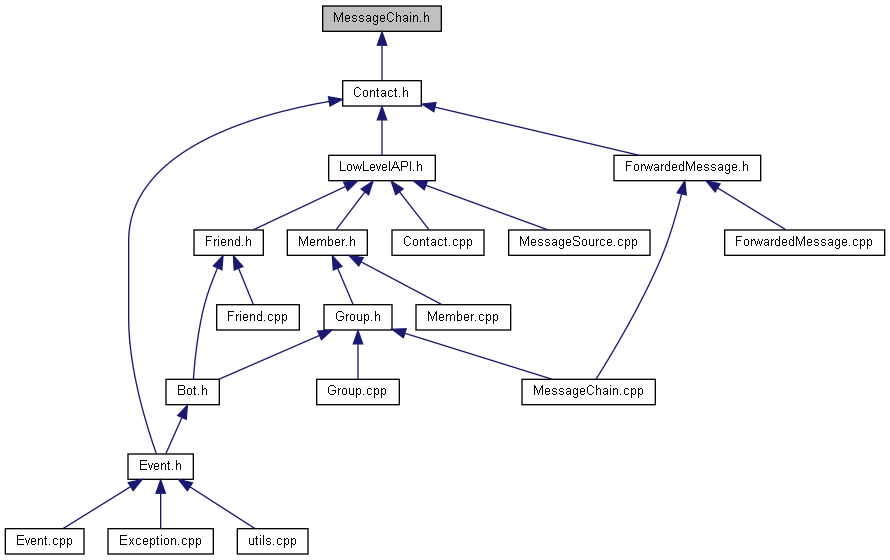 MessageChain.h
Contact.h
LowLevelAPI.h
ForwardedMessage.h
Friend.h
Member.h
Contact.cpp
MessageSource.cpp
ForwardedMessage.cpp
Friend.cpp
Group.h
Member.cpp
Bot.h
Group.cpp
MessageChain.cpp
Event.h
Event.cpp
Exception.cpp
utils.cpp